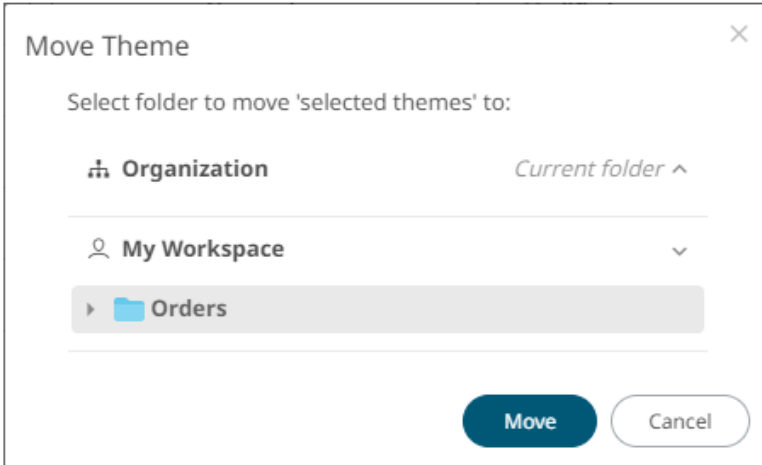 Move Theme
Select folder to move 'selected themes' to:
Organization Current folder
My Workspace
Orders
Move Cancel